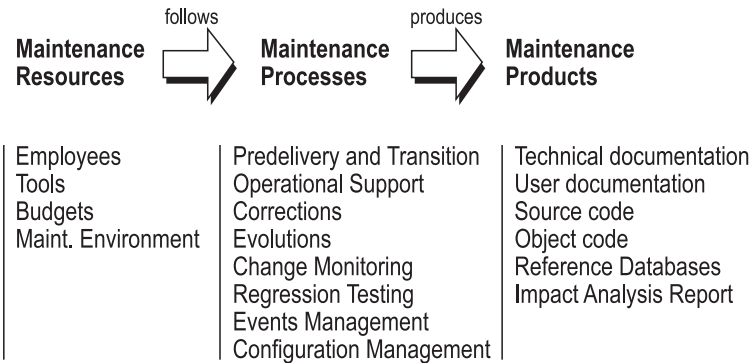 follows
produces
Maintenance Resources
Maintenance Processes
Maintenance Products
Employees
Tools
Budgets
Maint. Environment
Predelivery and Transition
Operational Support
Corrections
Evolutions
Change Monitoring
Regression Testing
Events Management
Configuration Management
Technical documentation
User documentation
Source code
Object code
Reference Databases
Impact Analysis Report